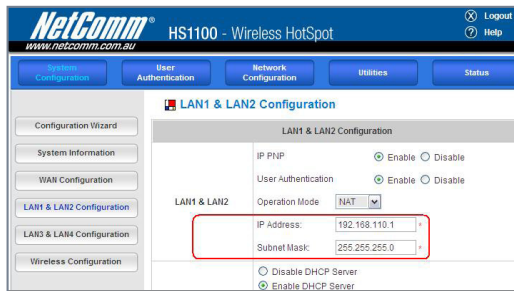 NetComm® HS1100 - Wireless HotSpot
www.netcomm.com.au
Logout
Help
System Configuration
User Authentication
Network Configuration
Utilities
Status
LAN1 & LAN2 Configuration
Configuration Wizard
System Information
WAN Configuration
LAN1 & LAN2 Configuration
LAN3 & LAN4 Configuration
Wireless Configuration
LAN1 & LAN2 Configuration
LAN1 & LAN2
IP PNP Enable Disable
User Authentication Enable Disable
Operation Mode NAT
IP Address: 192.168.110.1 *
Subnet Mask: 255.255.255.0 *
Disable DHCP Server
Enable DHCP Server